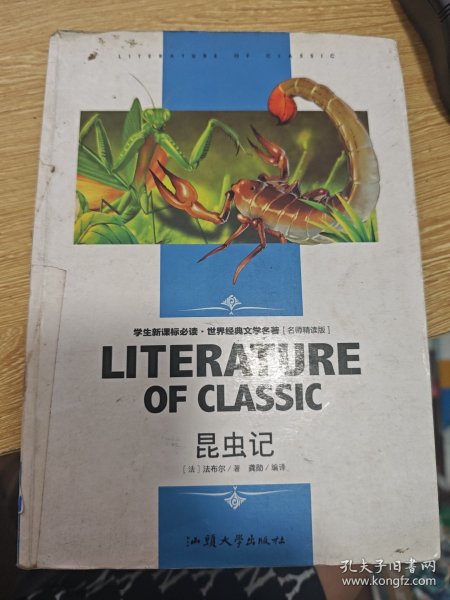 LITERATURE OF CLASSIC
学生新课标必读·世界经典文学名著［名师精读版］
LITERATURE
OF CLASSIC
昆虫记
［法］法布尔／著 龚勋／编译
汕頭大學出版社
孔夫子旧书网
www.kongfz.com